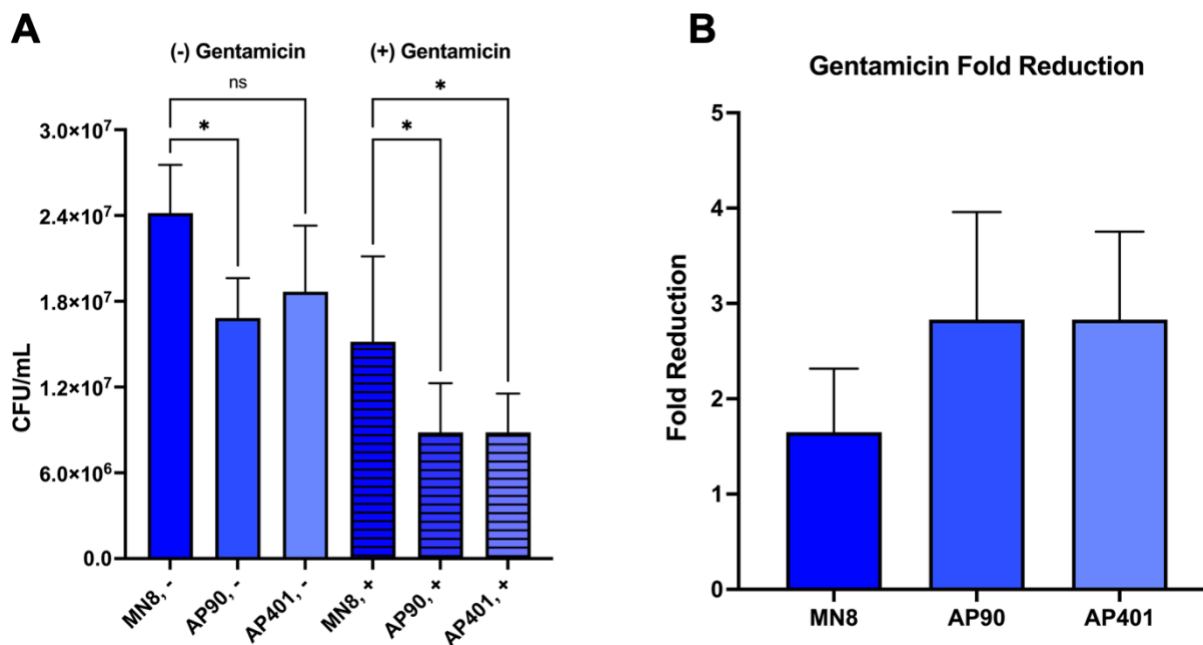 A
(-) Gentamicin
(+) Gentamicin
ns
*
*
*
3.0×10⁷
2.4×10⁷
1.8×10⁷
1.2×10⁷
6.0×10⁶
0.0
CFU/mL
MN8, -
AP90, -
AP401, -
MN8, +
AP90, +
AP401, +
B
Gentamicin Fold Reduction
5
4
3
2
1
0
Fold Reduction
MN8
AP90
AP401